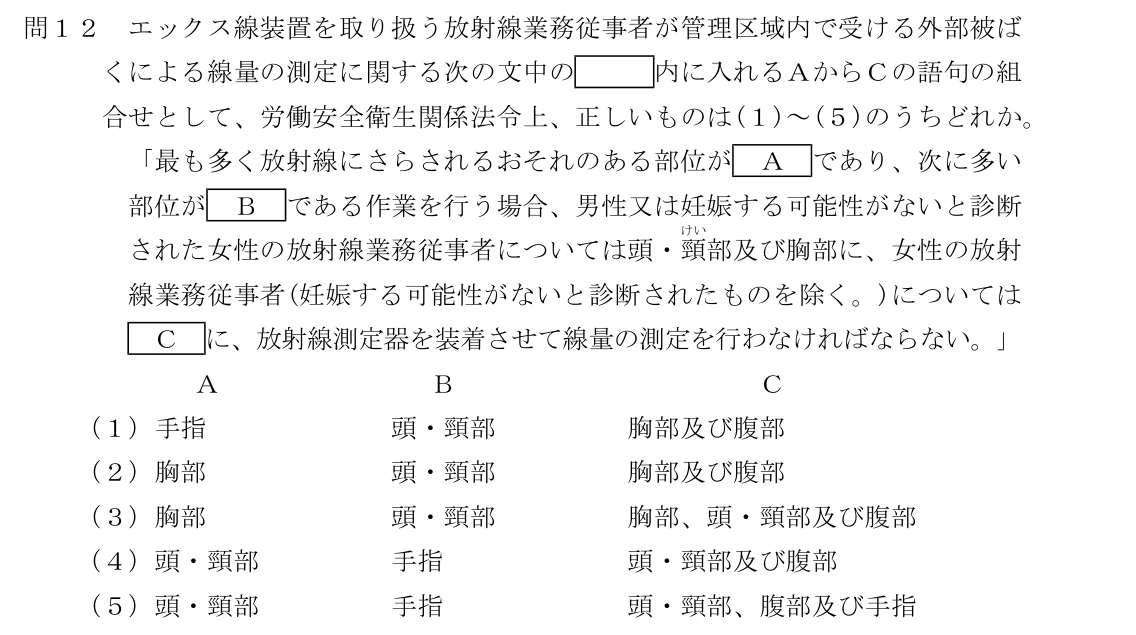 問１２　エックス線装置を取り扱う放射線業務従事者が管理区域内で受ける外部被ば
くによる線量の測定に関する次の文中の　　　内に入れるＡからＣの語句の組
合せとして、労働安全衛生関係法令上、正しいものは(１)～(５)のうちどれか。
「最も多く放射線にさらされるおそれのある部位が　Ａ　であり、次に多い
部位が　Ｂ　である作業を行う場合、男性又は妊娠する可能性がないと診断
けい
された女性の放射線業務従事者については頭・頸部及び胸部に、女性の放射
線業務従事者(妊娠する可能性がないと診断されたものを除く。)については
Ｃ　に、放射線測定器を装着させて線量の測定を行わなければならない。」
Ａ　Ｂ　Ｃ
(１) 手指　頭・頸部　胸部及び腹部
(２) 胸部　頭・頸部　胸部及び腹部
(３) 胸部　頭・頸部　胸部、頭・頸部及び腹部
(４) 頭・頸部　手指　頭・頸部及び腹部
(５) 頭・頸部　手指　頭・頸部、腹部及び手指